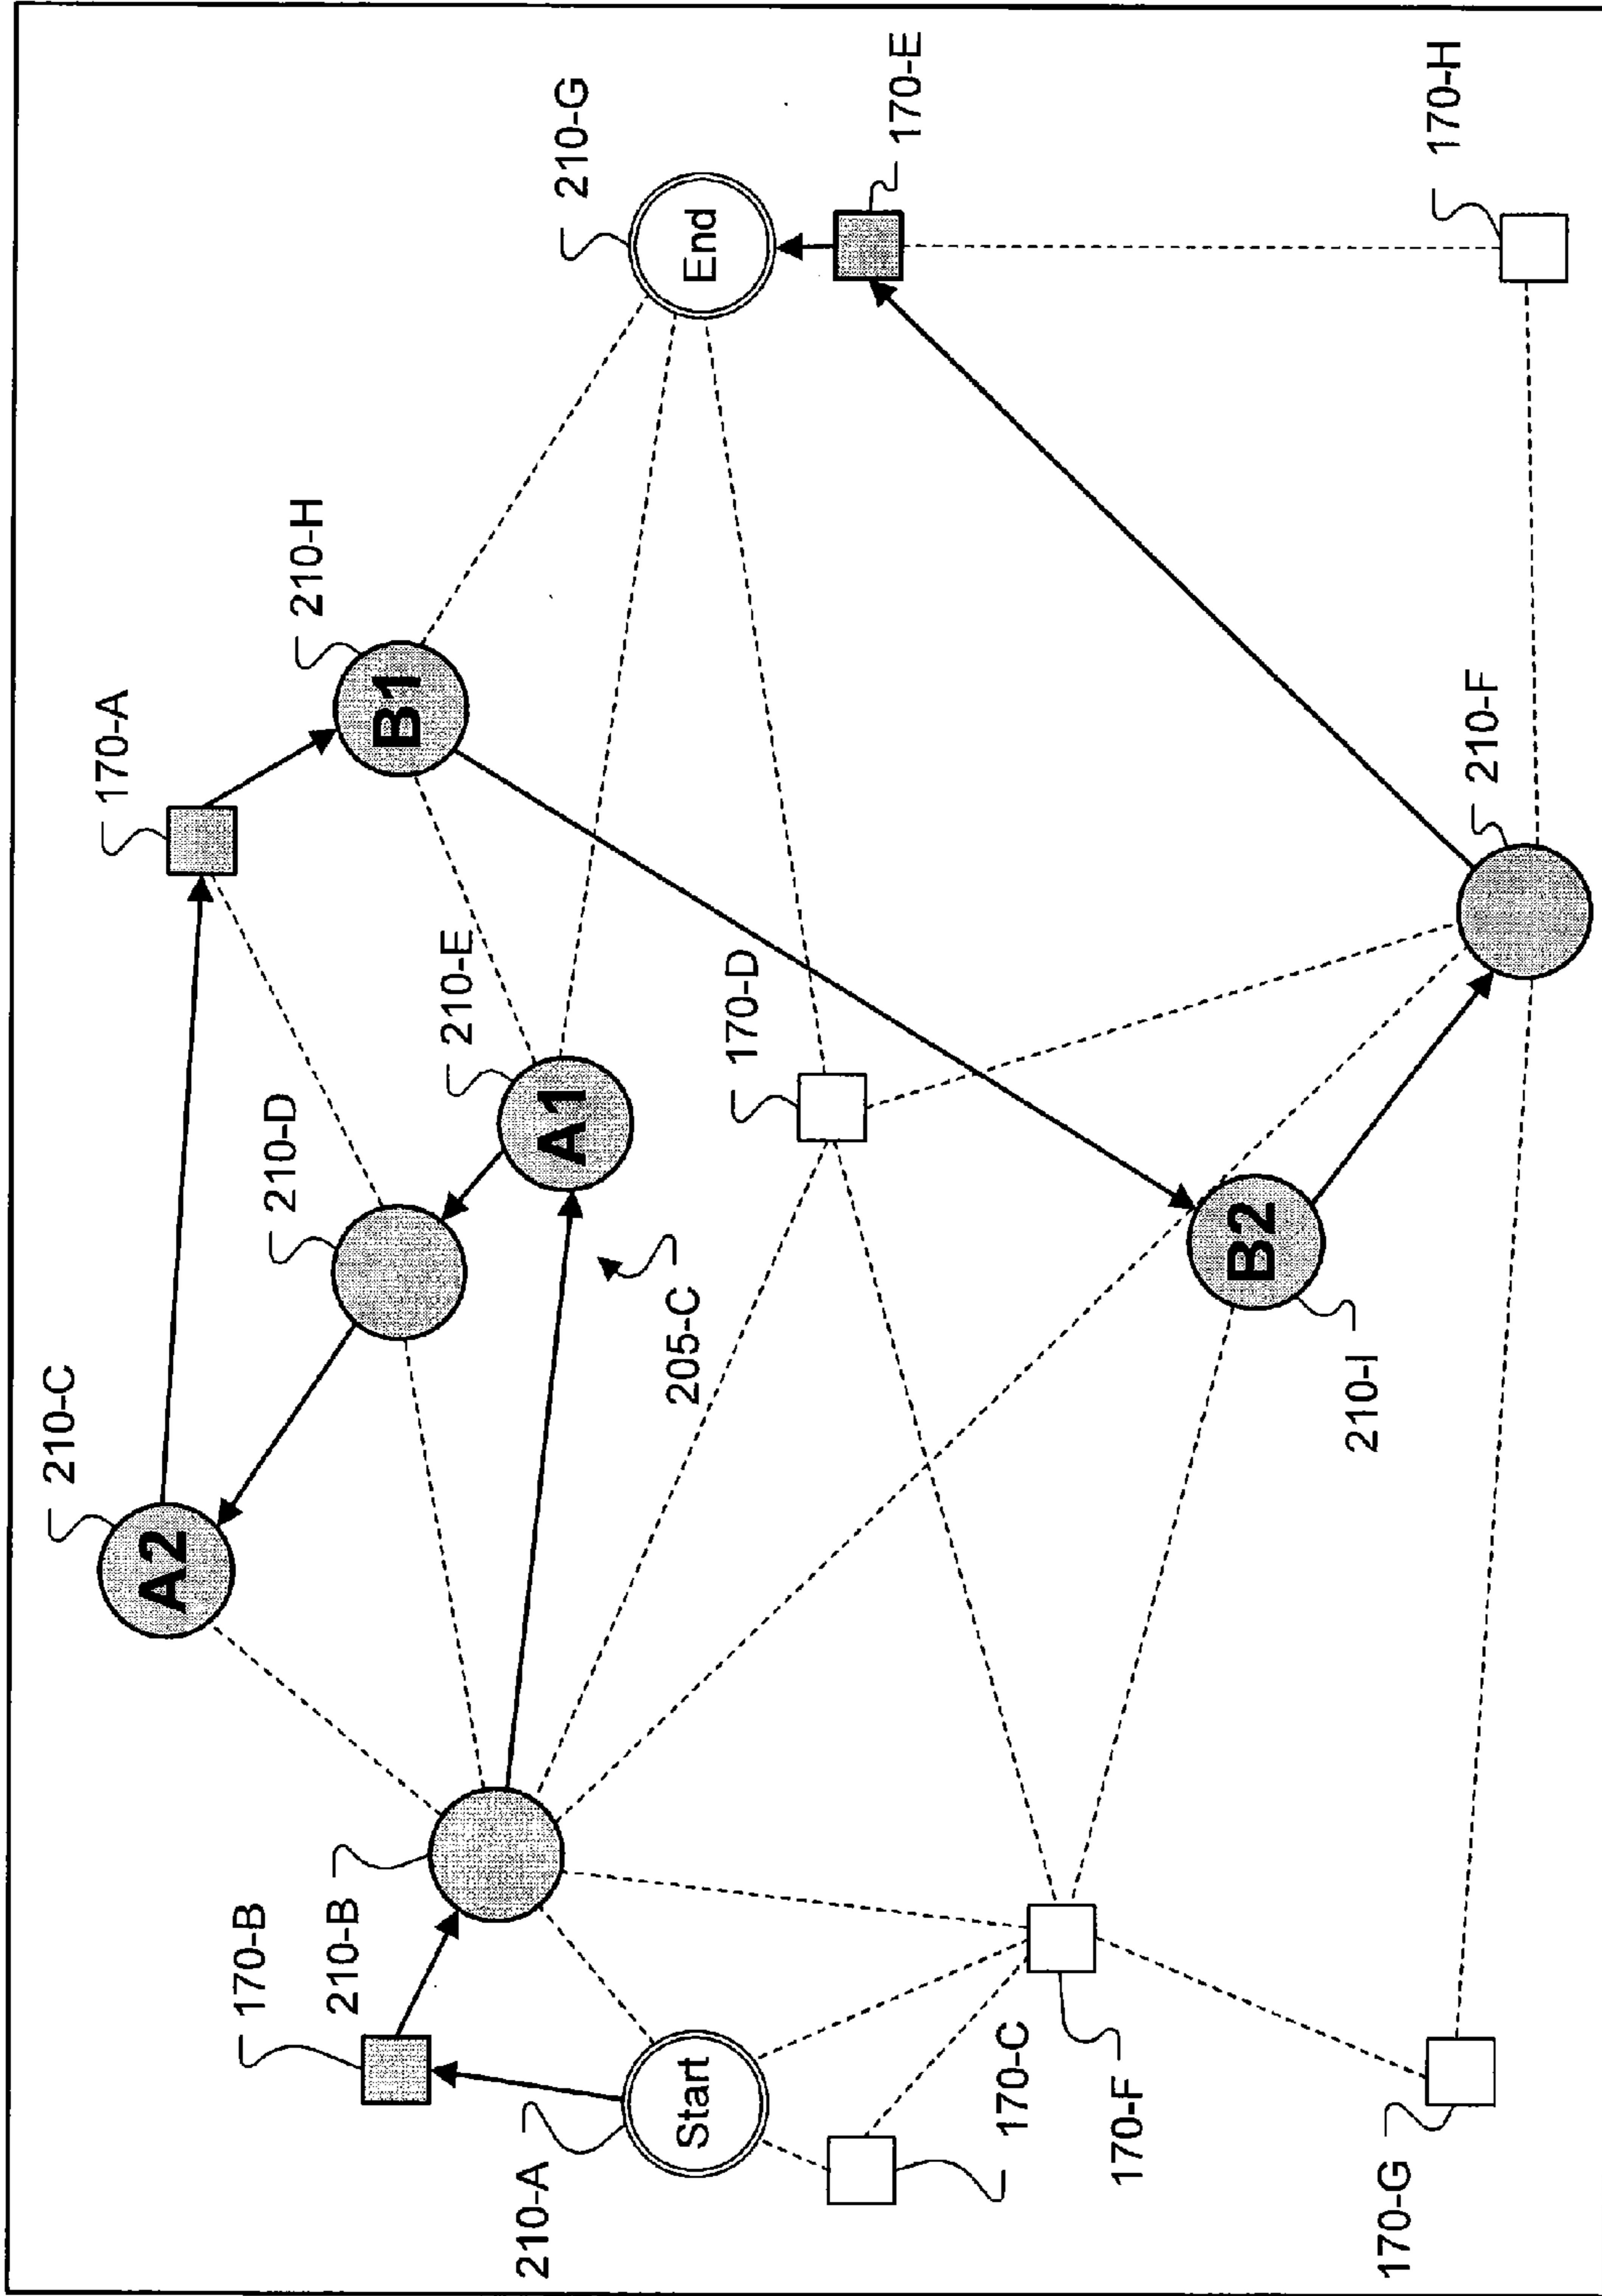 210-C
170-A
A2
170-B
210-D
210-H
210-B
B1
210-E
210-A
A1
210-G
205-C
Start
End
170-D
170-E
170-C
170-F
B2
210-I
170-G
170-H
210-F